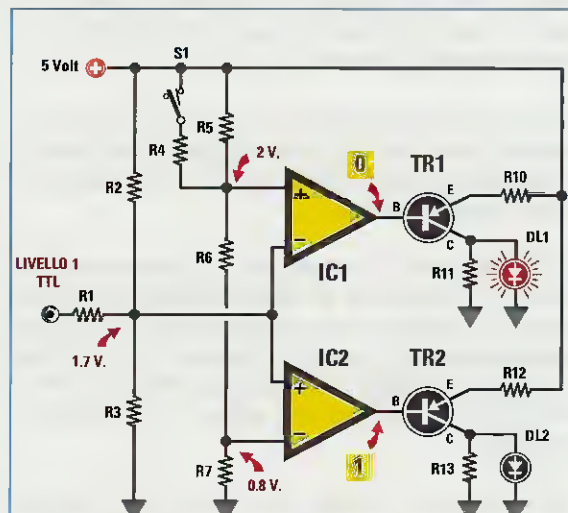 S1
5 Volt +
R4
R5
R2
2 V.
0
TR1
R10
E
B
C
+
-
IC1
R11
DL1
LIVELLO 1
TTL
R1
R6
1.7 V.
IC2
TR2
R12
E
B
C
+
-
R3
R7
0.8 V.
1
R13
DL2